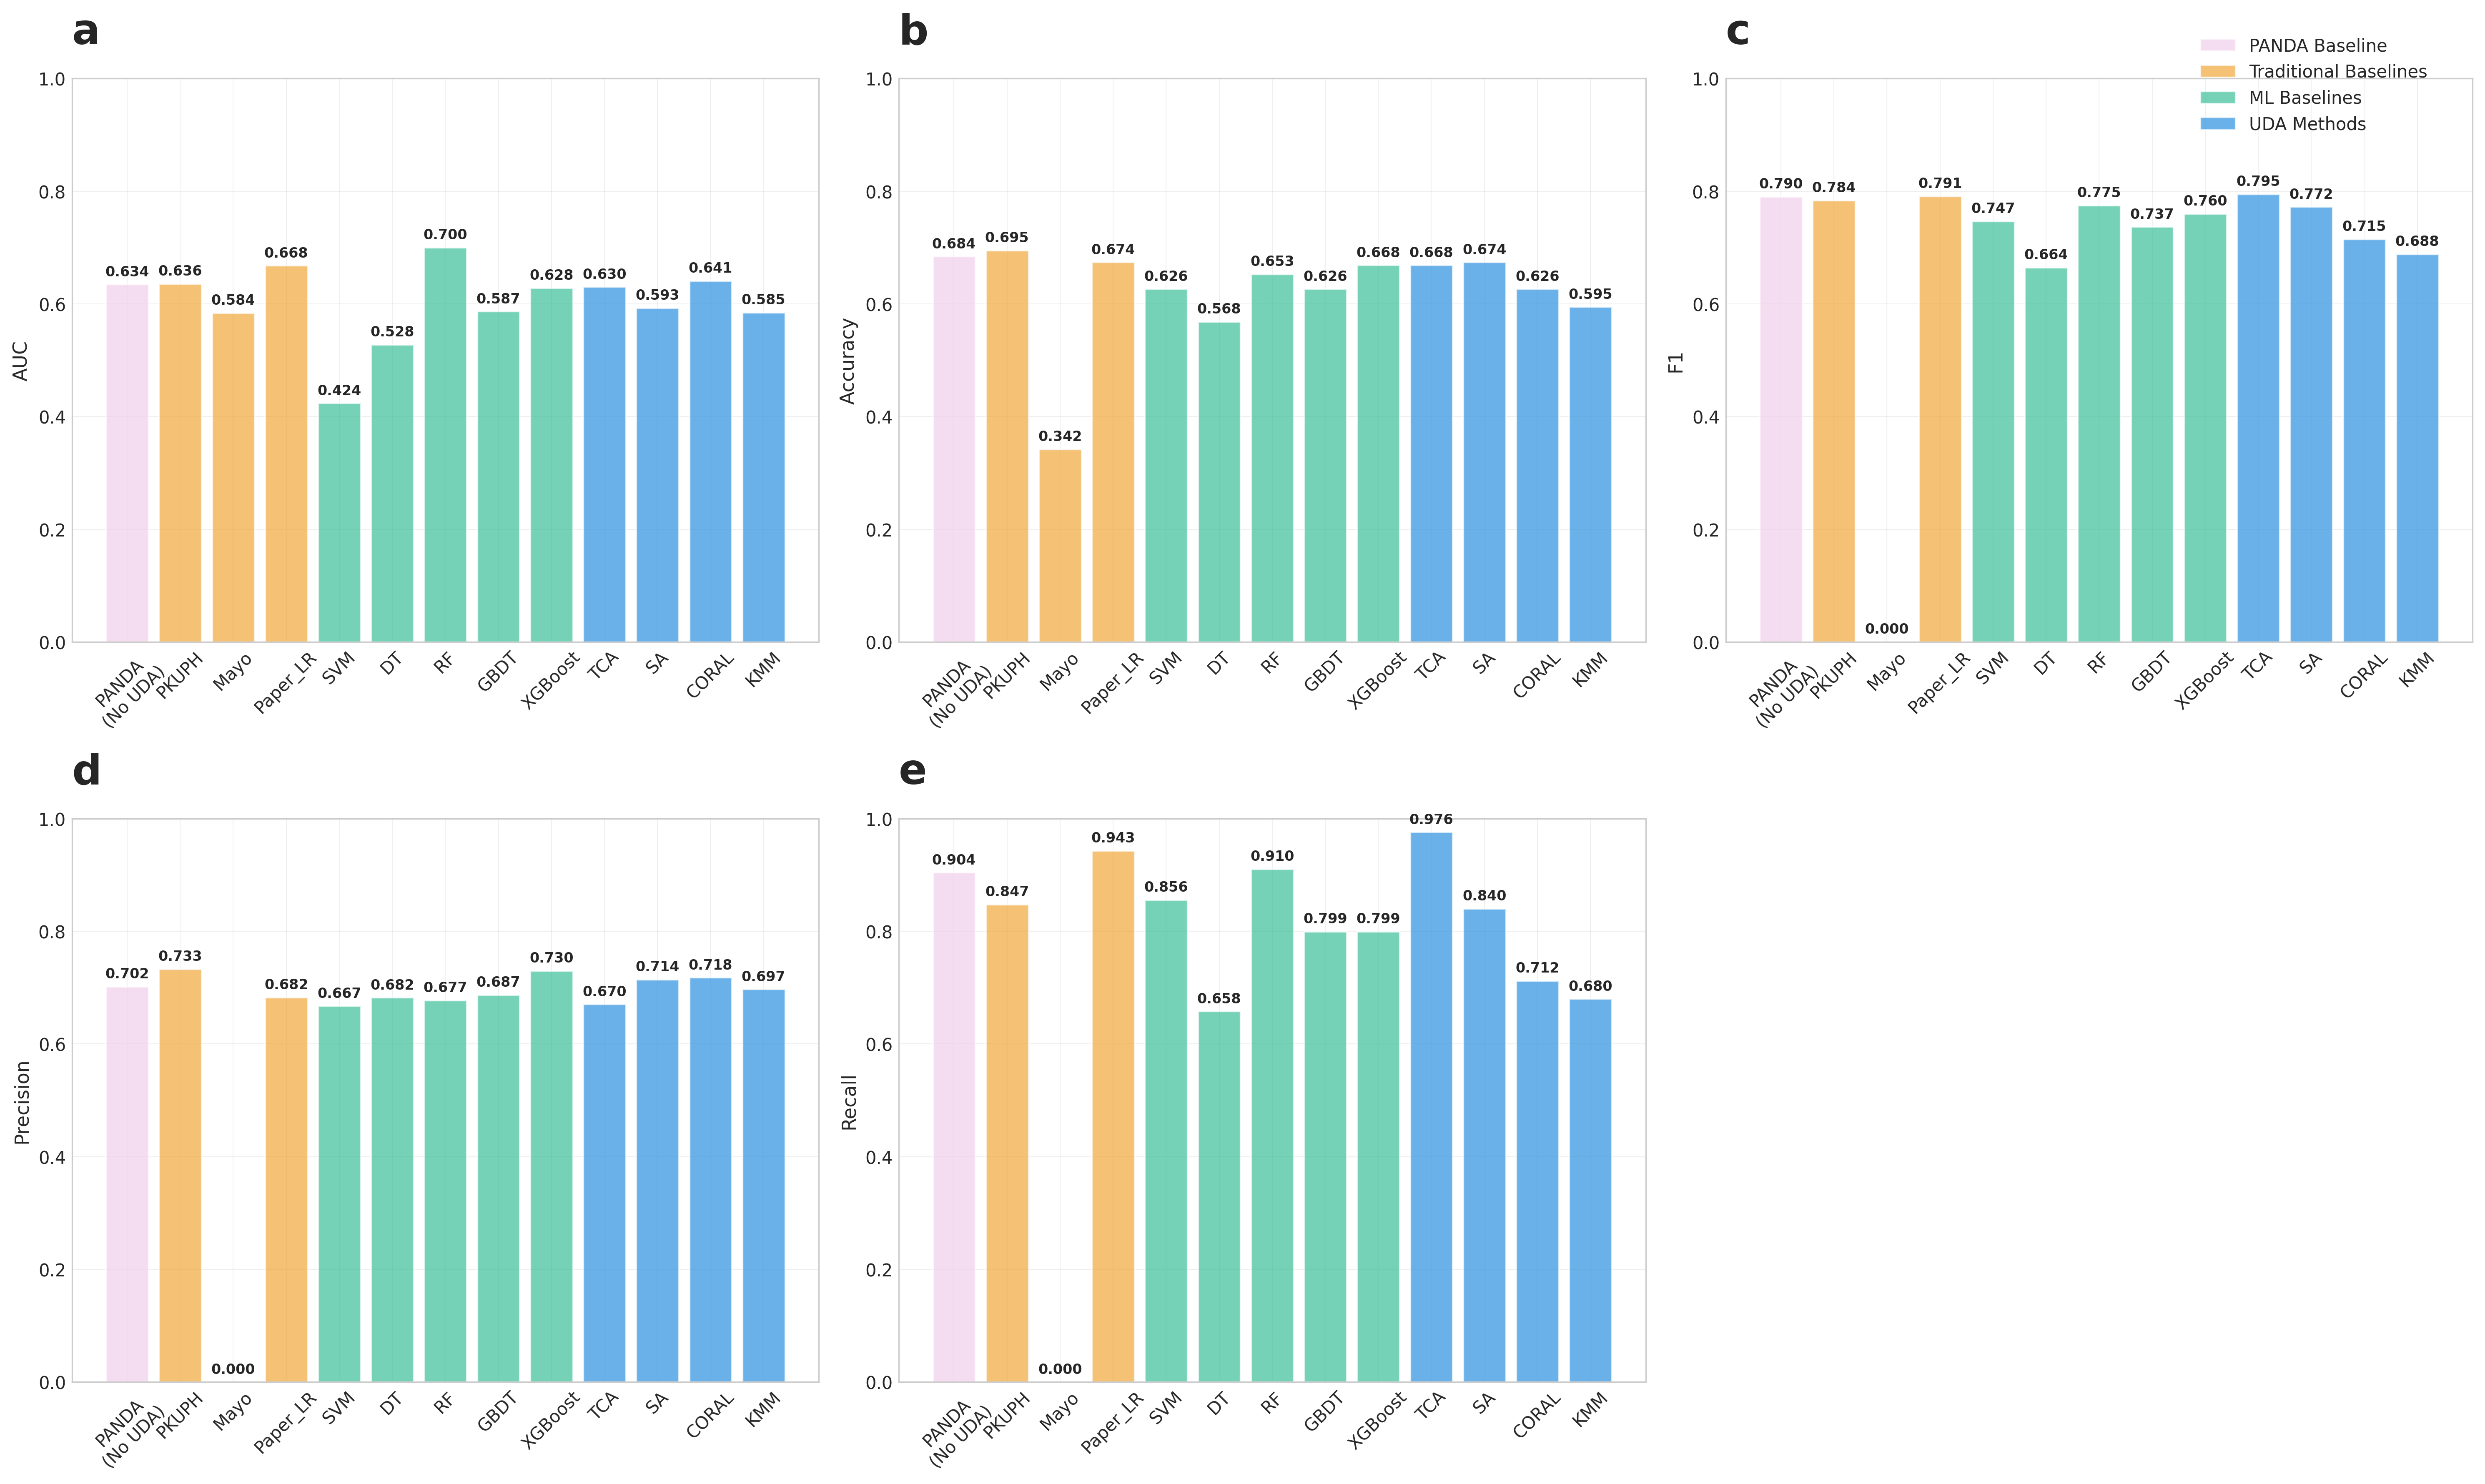 a
b
c
PANDA Baseline
Traditional Baselines
ML Baselines
UDA Methods
AUC
1.0
0.8
0.6
0.4
0.2
0.0
0.634
0.636
0.584
0.668
0.424
0.528
0.700
0.587
0.628
0.630
0.593
0.641
0.585
PANDA
(No UDA)
PKUPH
Mayo
Paper_LR
SVM
DT
RF
GBDT
XGBoost
TCA
SA
CORAL
KMM
Accuracy
1.0
0.8
0.6
0.4
0.2
0.0
0.684
0.695
0.342
0.674
0.626
0.568
0.653
0.626
0.668
0.668
0.674
0.626
0.595
PANDA
(No UDA)
PKUPH
Mayo
Paper_LR
SVM
DT
RF
GBDT
XGBoost
TCA
SA
CORAL
KMM
F1
1.0
0.8
0.6
0.4
0.2
0.0
0.790
0.784
0.000
0.791
0.747
0.664
0.775
0.737
0.760
0.795
0.772
0.715
0.688
PANDA
(No UDA)
PKUPH
Mayo
Paper_LR
SVM
DT
RF
GBDT
XGBoost
TCA
SA
CORAL
KMM
d
e
Precision
1.0
0.8
0.6
0.4
0.2
0.0
0.702
0.733
0.000
0.682
0.667
0.682
0.677
0.687
0.730
0.670
0.714
0.718
0.697
PANDA
(No UDA)
PKUPH
Mayo
Paper_LR
SVM
DT
RF
GBDT
XGBoost
TCA
SA
CORAL
KMM
Recall
1.0
0.8
0.6
0.4
0.2
0.0
0.904
0.847
0.000
0.943
0.856
0.658
0.910
0.799
0.799
0.976
0.840
0.712
0.680
PANDA
(No UDA)
PKUPH
Mayo
Paper_LR
SVM
DT
RF
GBDT
XGBoost
TCA
SA
CORAL
KMM